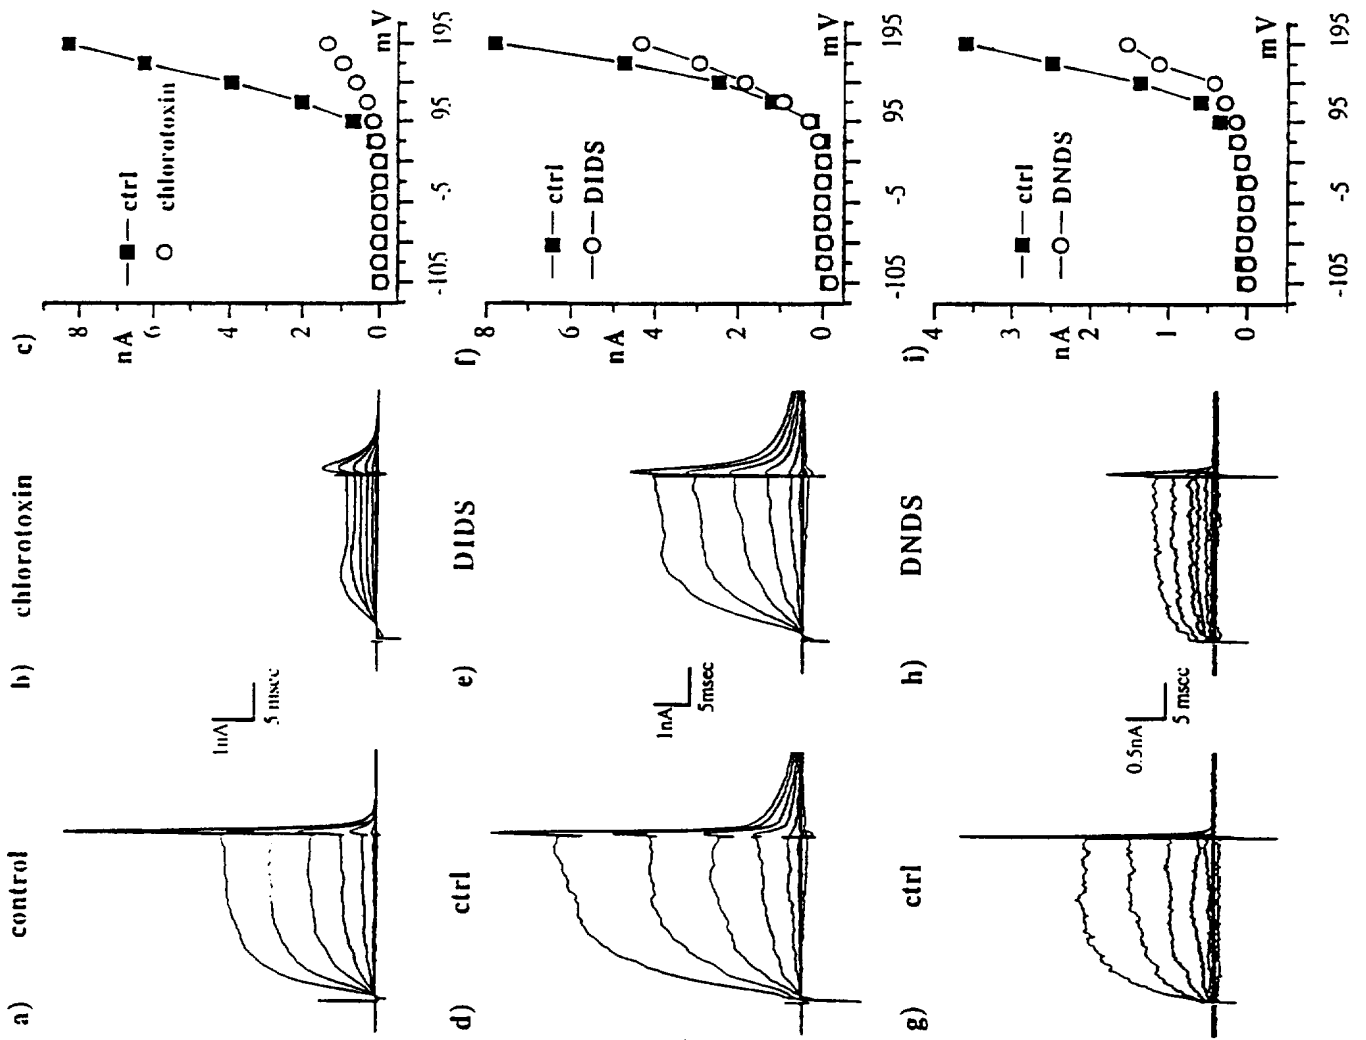 a) control
1nA
5 msec
b) chlorotoxin
c)
nA
8
6
4
2
0
ctrl
chlorotoxin
-105
-5
95
195
mV
d) ctrl
1nA
5msec
e) DIDS
f)
nA
8
6
4
2
0
ctrl
DIDS
-105
-5
95
195
mV
g) ctrl
0.5nA
5 msec
h) DNDS
i)
nA
4
3
2
1
0
ctrl
DNDS
-105
-5
95
195
mV